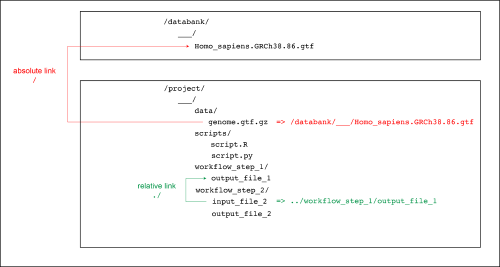 /databank/
___/
Homo_sapiens.GRCh38.86.gtf
absolute link
/
/project/
___/
data/
genome.gtf.gz => /databank/___/Homo_sapiens.GRCh38.86.gtf
scripts/
script.R
script.py
workflow_step_1/
output_file_1
relative link
./
workflow_step_2/
input_file_2 => ../workflow_step_1/output_file_1
output_file_2